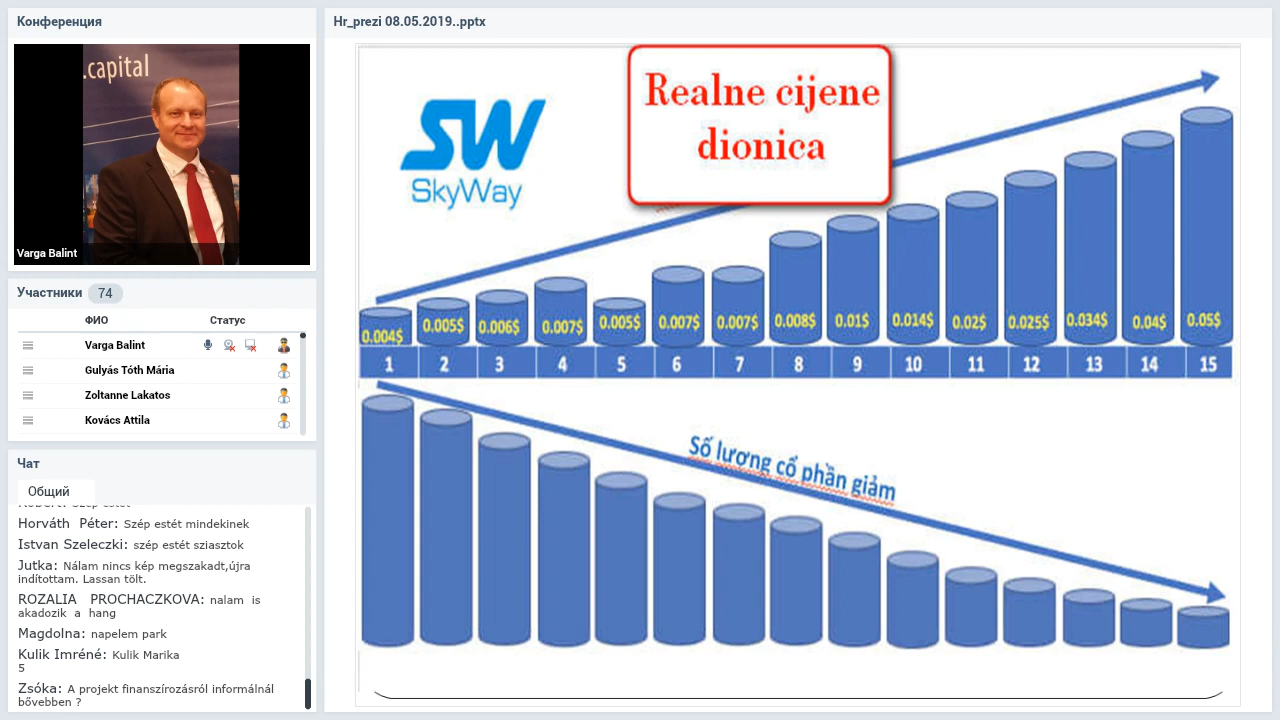 Конференция
.capital
Varga Balint
Участники 74
ФИО Статус
Varga Balint
Gulyás Tóth Mária
Zoltanne Lakatos
Kovács Attila
Чат
Общий
Horváth Péter: Szép estét mindekinek
Istvan Szeleczki: szép estét sziasztok
Jutka: Nálam nincs kép megszakadt,újra
indítottam. Lassan tölt.
ROZALIA PROCHACZKOVA: nalam is
akadozik a hang
Magdolna: napelem park
Kulik Imréné: Kulik Marika
5
Zsóka: A projekt finanszírozásról informálnál
bővebben ?
Hr_prezi 08.05.2019..pptx
SW
SkyWay
Realne cijene
dionica
0.004$ 0.005$ 0.006$ 0.007$ 0.005$ 0.007$ 0.007$ 0.008$ 0.01$ 0.014$ 0.02$ 0.025$ 0.034$ 0.04$ 0.05$
1 2 3 4 5 6 7 8 9 10 11 12 13 14 15
Số lương cổ phần giảm